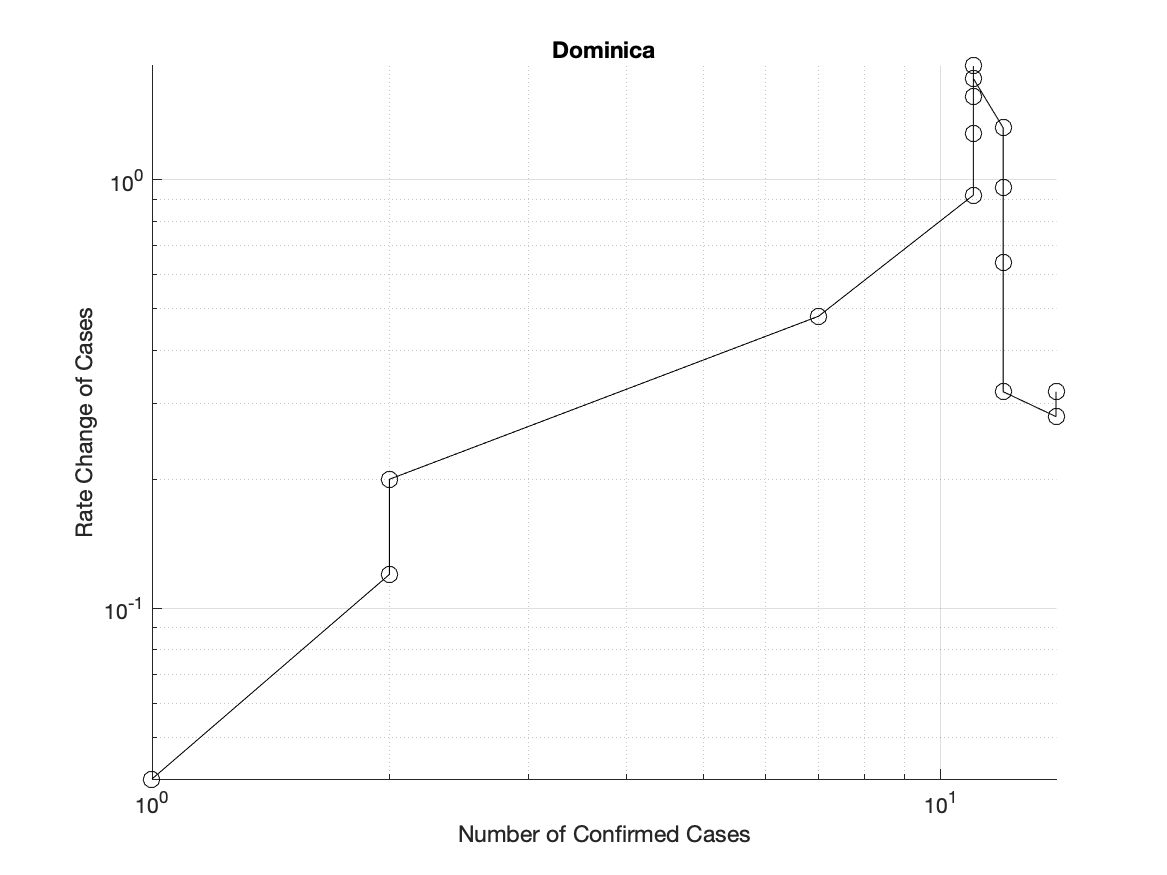 Dominica
10^0
Rate Change of Cases
10^-1
10^0
10^1
Number of Confirmed Cases